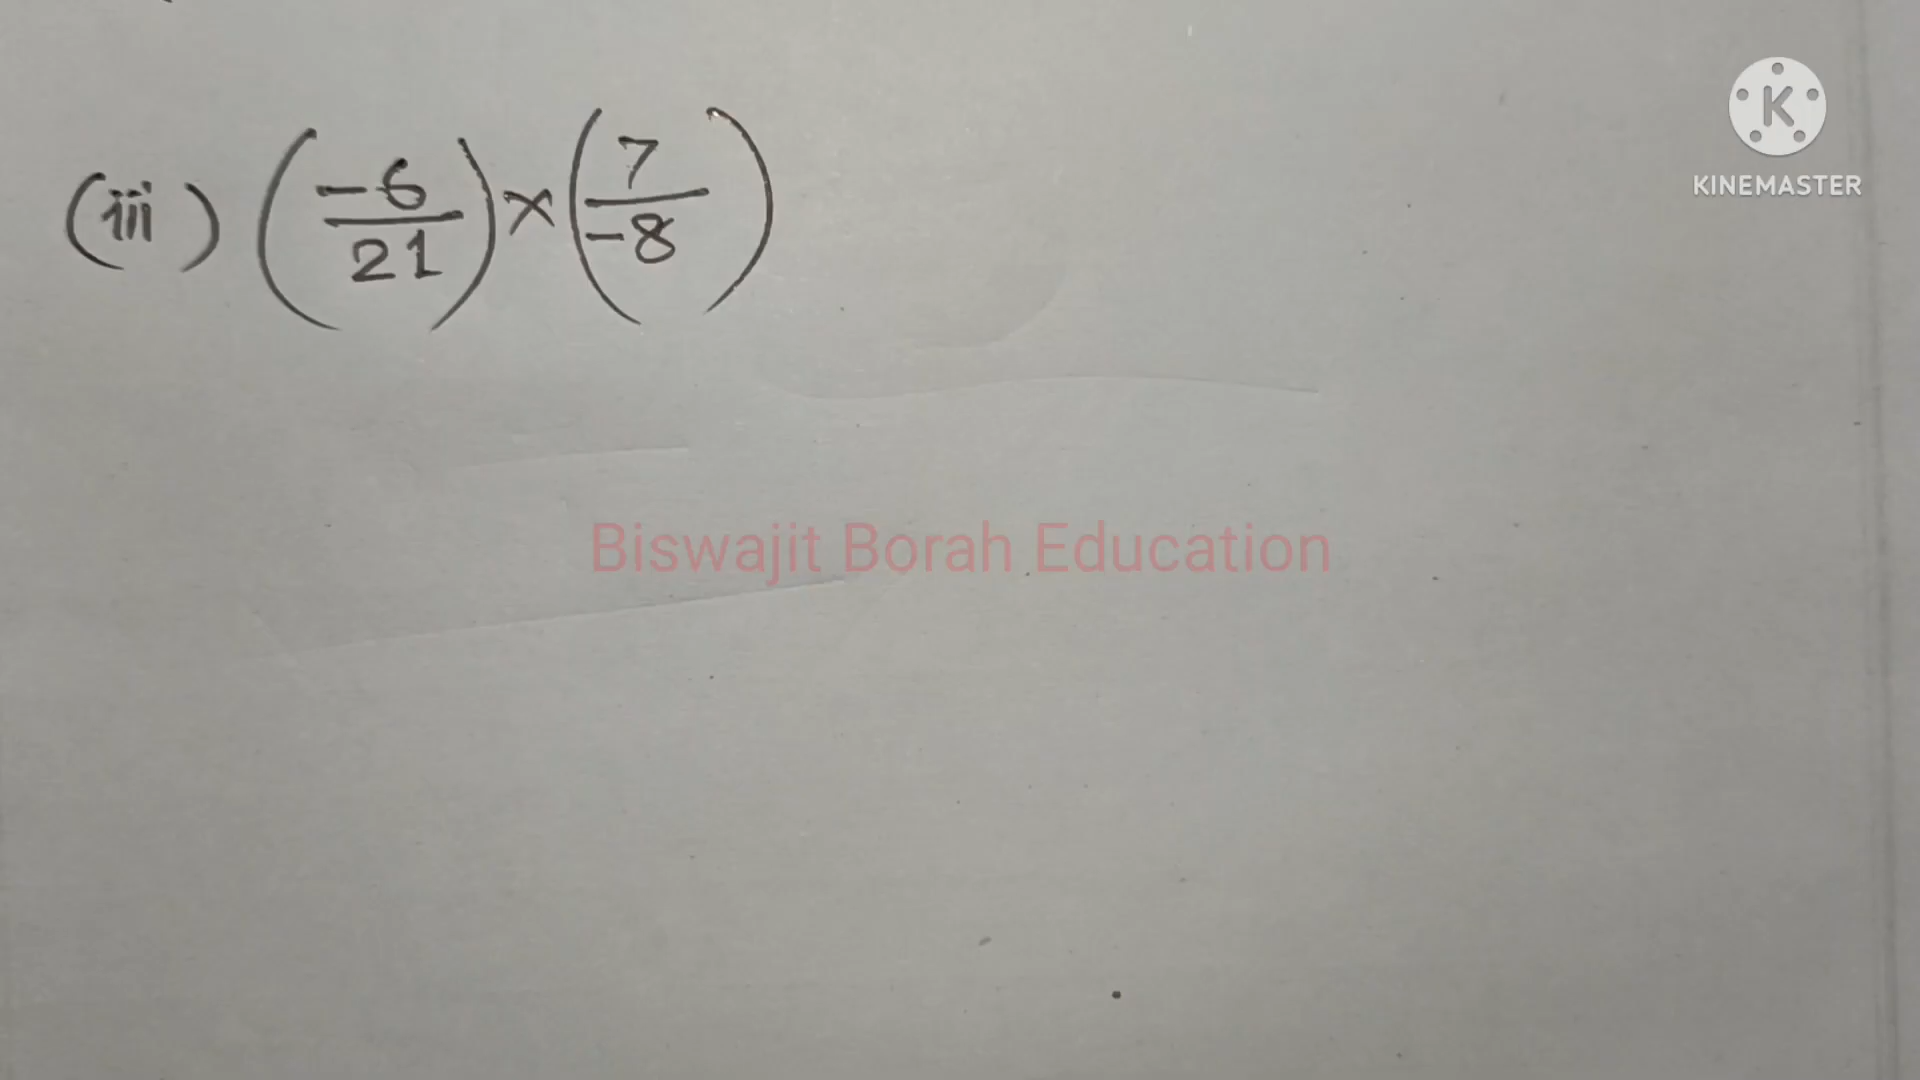 (iii) (-6/21) × (7/-8)
K
KINEMASTER
Biswajit Borah Education